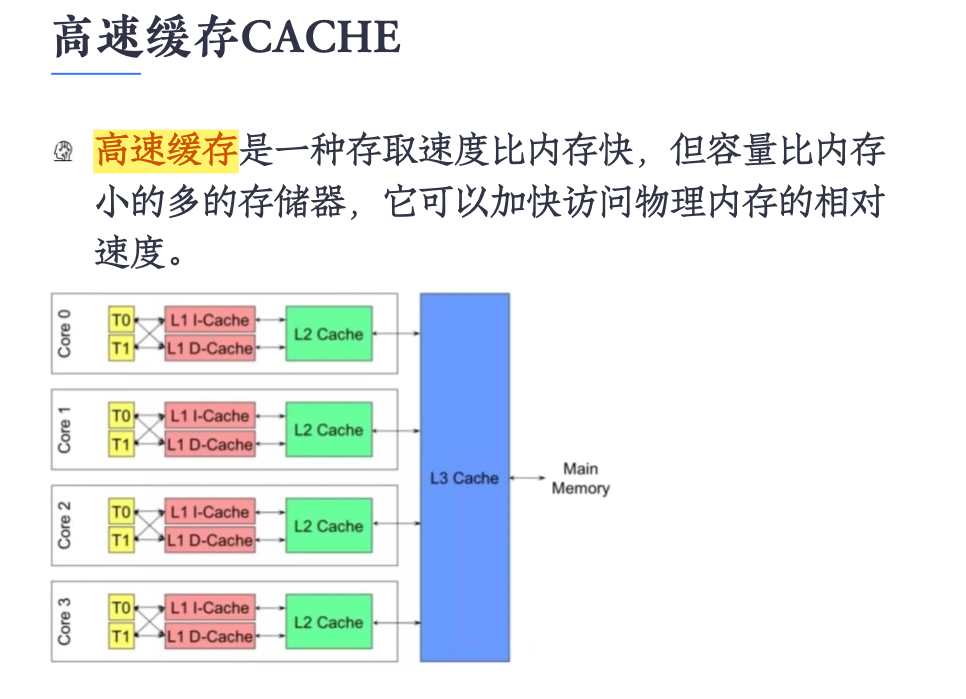 高速缓存CACHE
高速缓存是一种存取速度比内存快，但容量比内存
小的多的存储器，它可以加快访问物理内存的相对
速度。
Core 0
T0
L1 I-Cache
T1
L1 D-Cache
L2 Cache
Core 1
T0
L1 I-Cache
T1
L1 D-Cache
L2 Cache
Core 2
T0
L1 I-Cache
T1
L1 D-Cache
L2 Cache
Core 3
T0
L1 I-Cache
T1
L1 D-Cache
L2 Cache
L3 Cache
Main
Memory